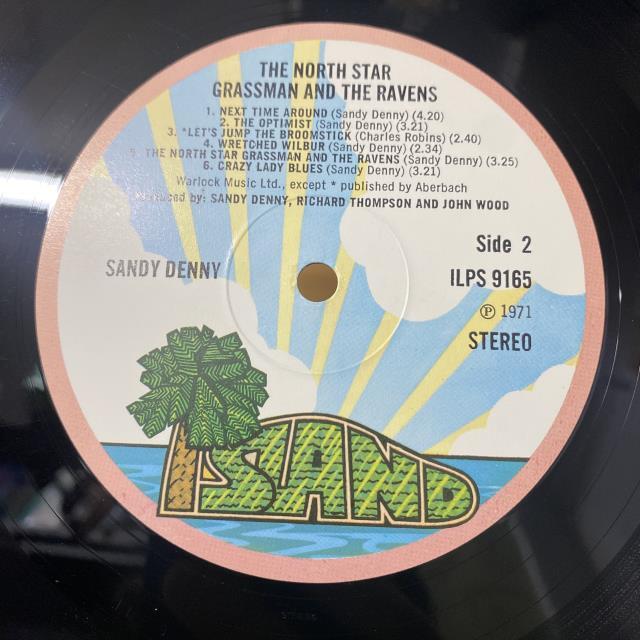 THE NORTH STAR
GRASSMAN AND THE RAVENS
1. NEXT TIME AROUND (Sandy Denny) (4.20)
2. THE OPTIMIST (Sandy Denny) (3.21)
3. *LET'S JUMP THE BROOMSTICK (Charles Robins) (2.40)
4. WRETCHED WILBUR (Sandy Denny) (2.34)
5. THE NORTH STAR GRASSMAN AND THE RAVENS (Sandy Denny) (3.25)
6. CRAZY LADY BLUES (Sandy Denny) (3.21)
Warlock Music Ltd., except * published by Aberbach
Produced by: SANDY DENNY, RICHARD THOMPSON AND JOHN WOOD
SANDY DENNY
Side 2
ILPS 9165
Ⓟ 1971
STEREO
ISLAND